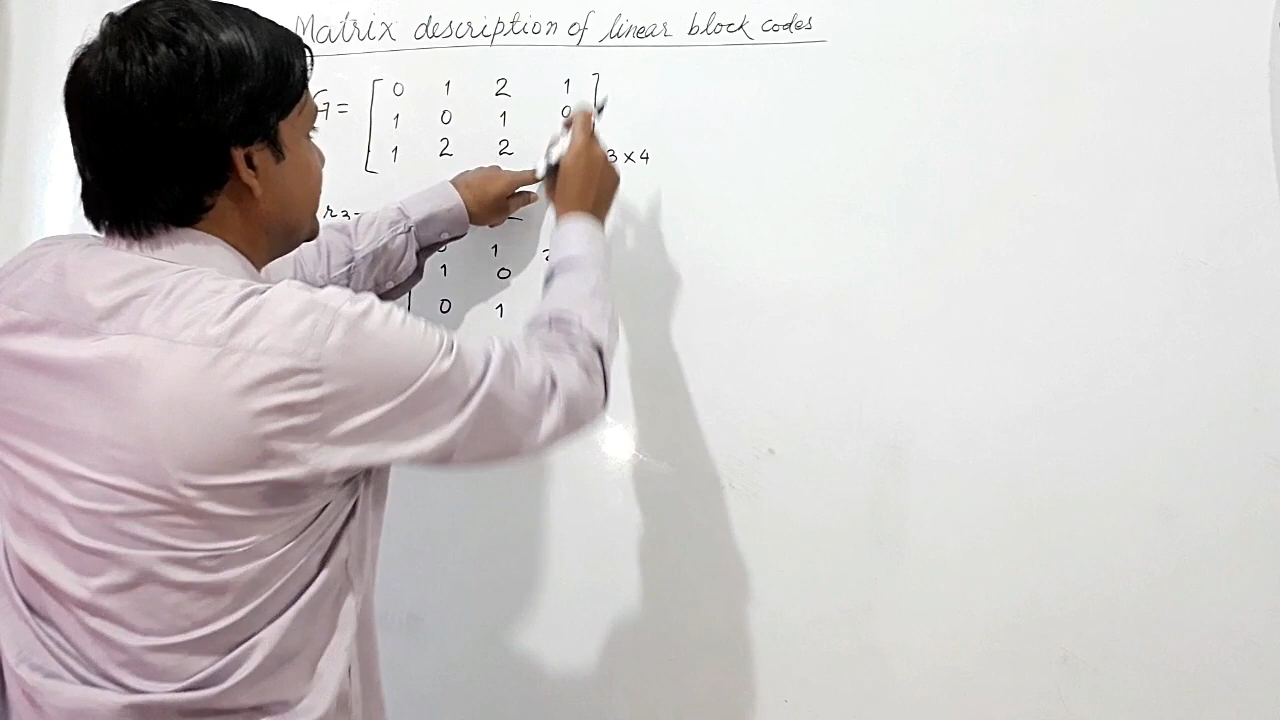 Matrix description of linear block codes
G = [ 0 1 2 1
1 0 1 0
1 2 2 ] 3×4
r3-
0 1
1 0
0 1